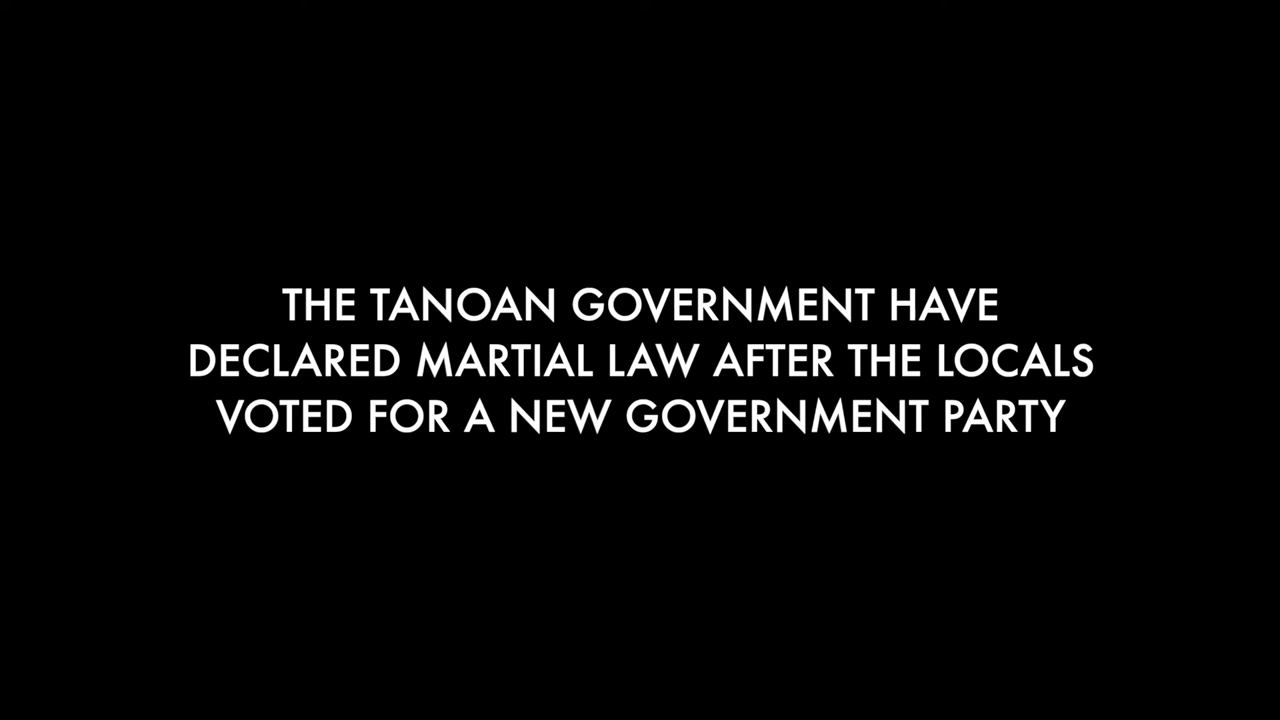 THE TANOAN GOVERNMENT HAVE
DECLARED MARTIAL LAW AFTER THE LOCALS
VOTED FOR A NEW GOVERNMENT PARTY